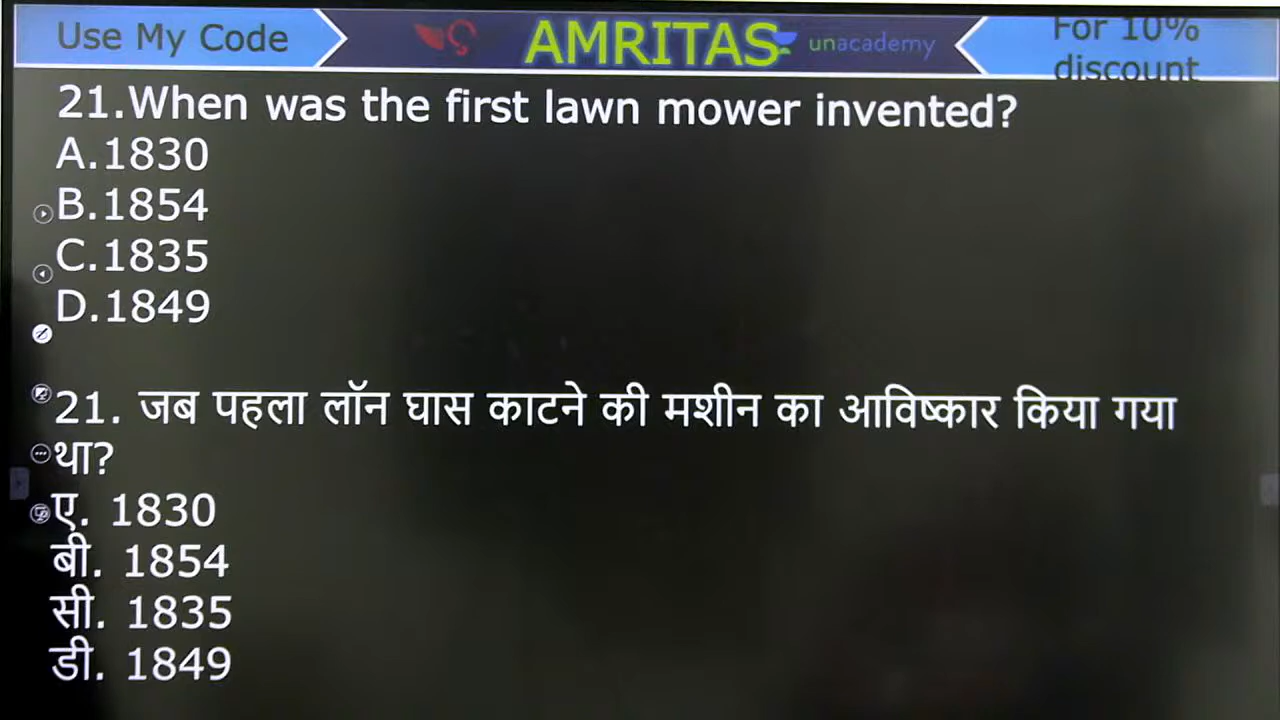 Use My Code
AMRITAS
unacademy
For 10%
discount
21.When was the first lawn mower invented?
A.1830
B.1854
C.1835
D.1849
21. जब पहला लॉन घास काटने की मशीन का आविष्कार किया गया
था?
ए. 1830
बी. 1854
सी. 1835
डी. 1849